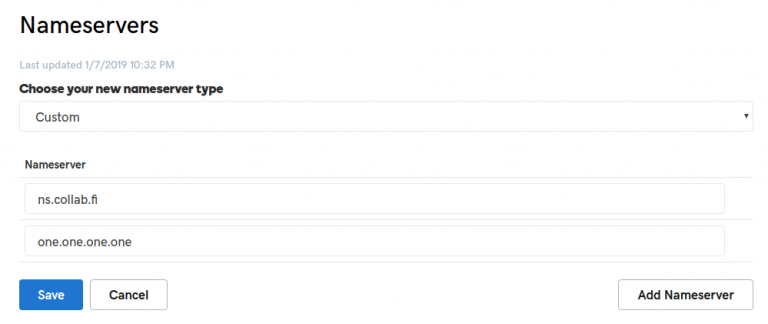 Nameservers
Last updated 1/7/2019 10:32 PM
Choose your new nameserver type
Custom
Nameserver
ns.collab.fi
one.one.one.one
Save Cancel Add Nameserver